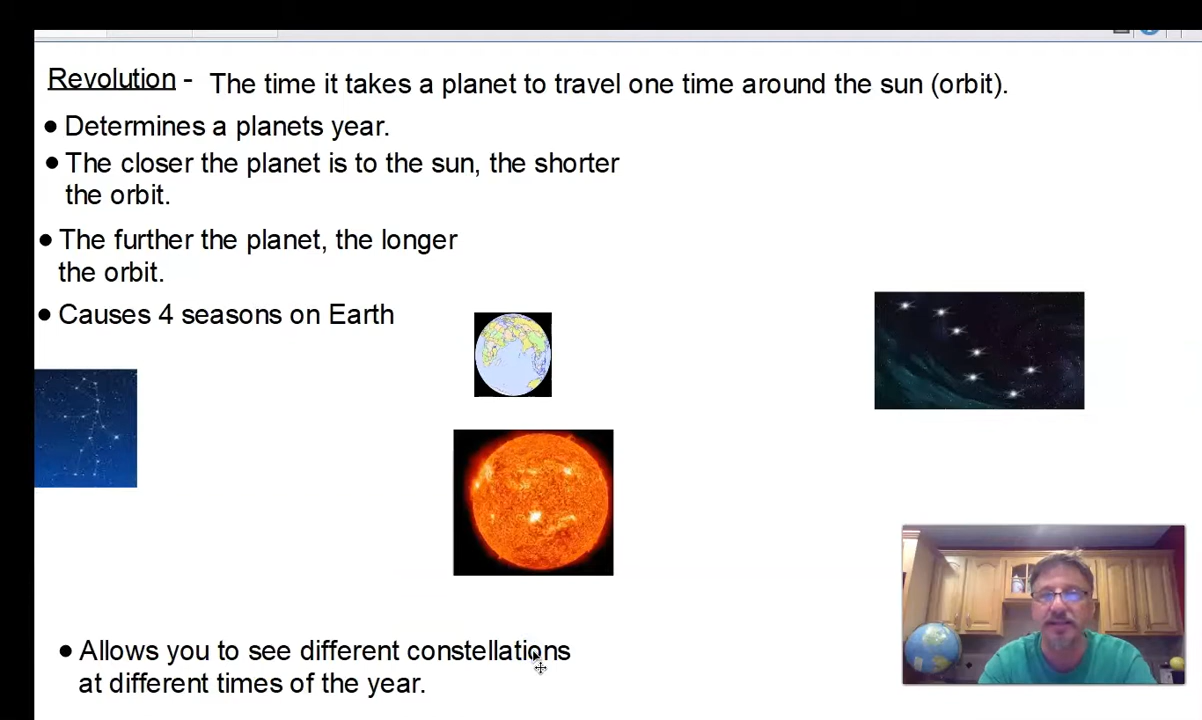 Revolution - The time it takes a planet to travel one time around the sun (orbit).
● Determines a planets year.
● The closer the planet is to the sun, the shorter
the orbit.
● The further the planet, the longer
the orbit.
● Causes 4 seasons on Earth
● Allows you to see different constellations
at different times of the year.